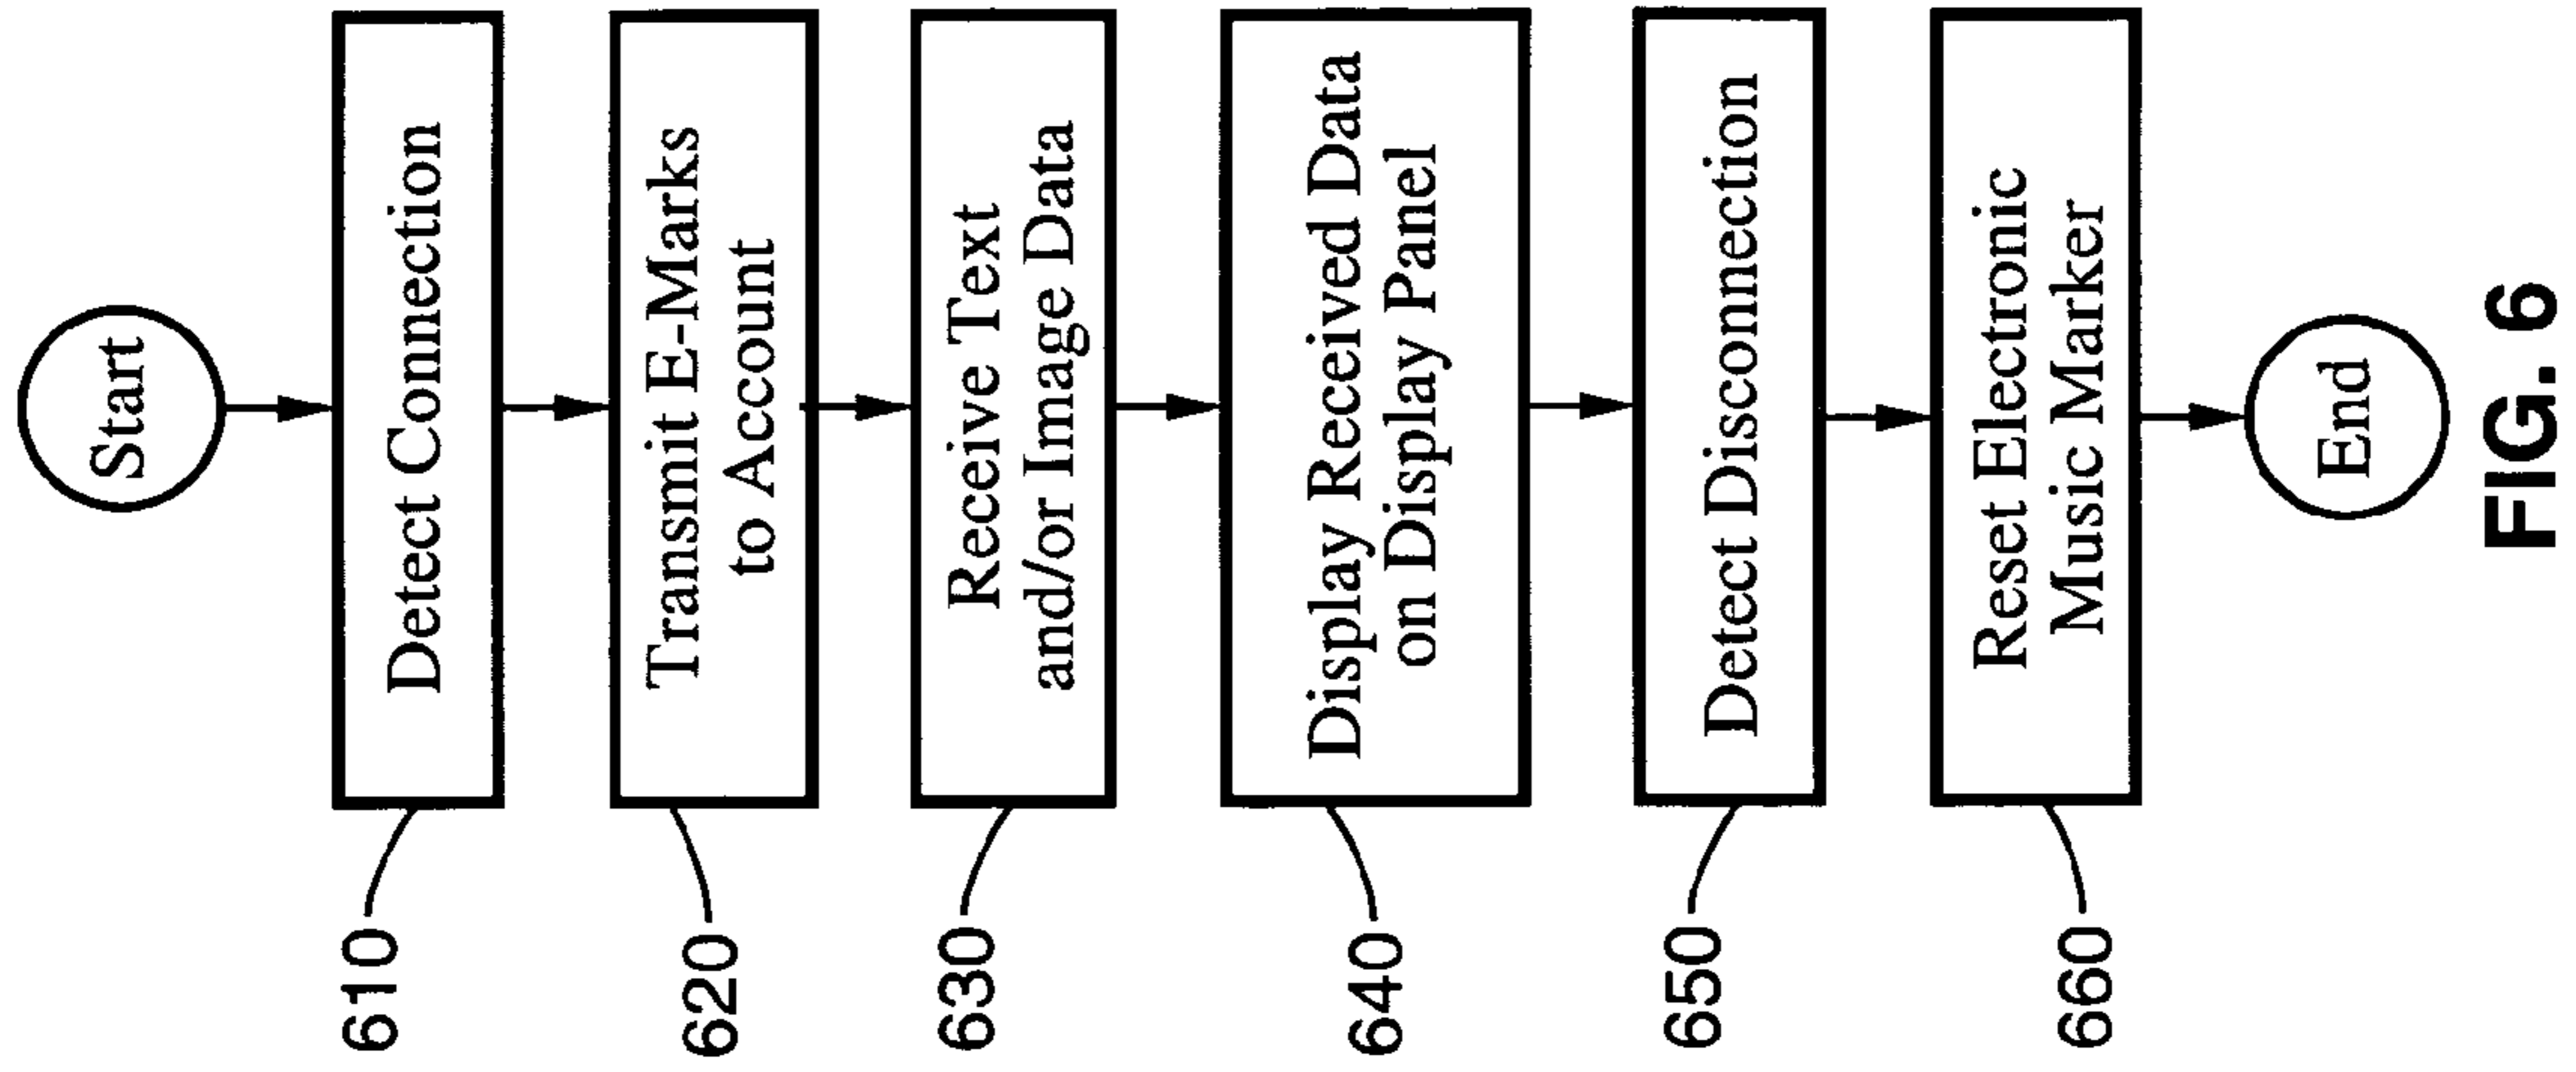 Start
610
Detect Connection
620
Transmit E-Marks
to Account
630
Receive Text
and/or Image Data
640
Display Received Data
on Display Panel
650
Detect Disconnection
660
Reset Electronic
Music Marker
End
FIG. 6